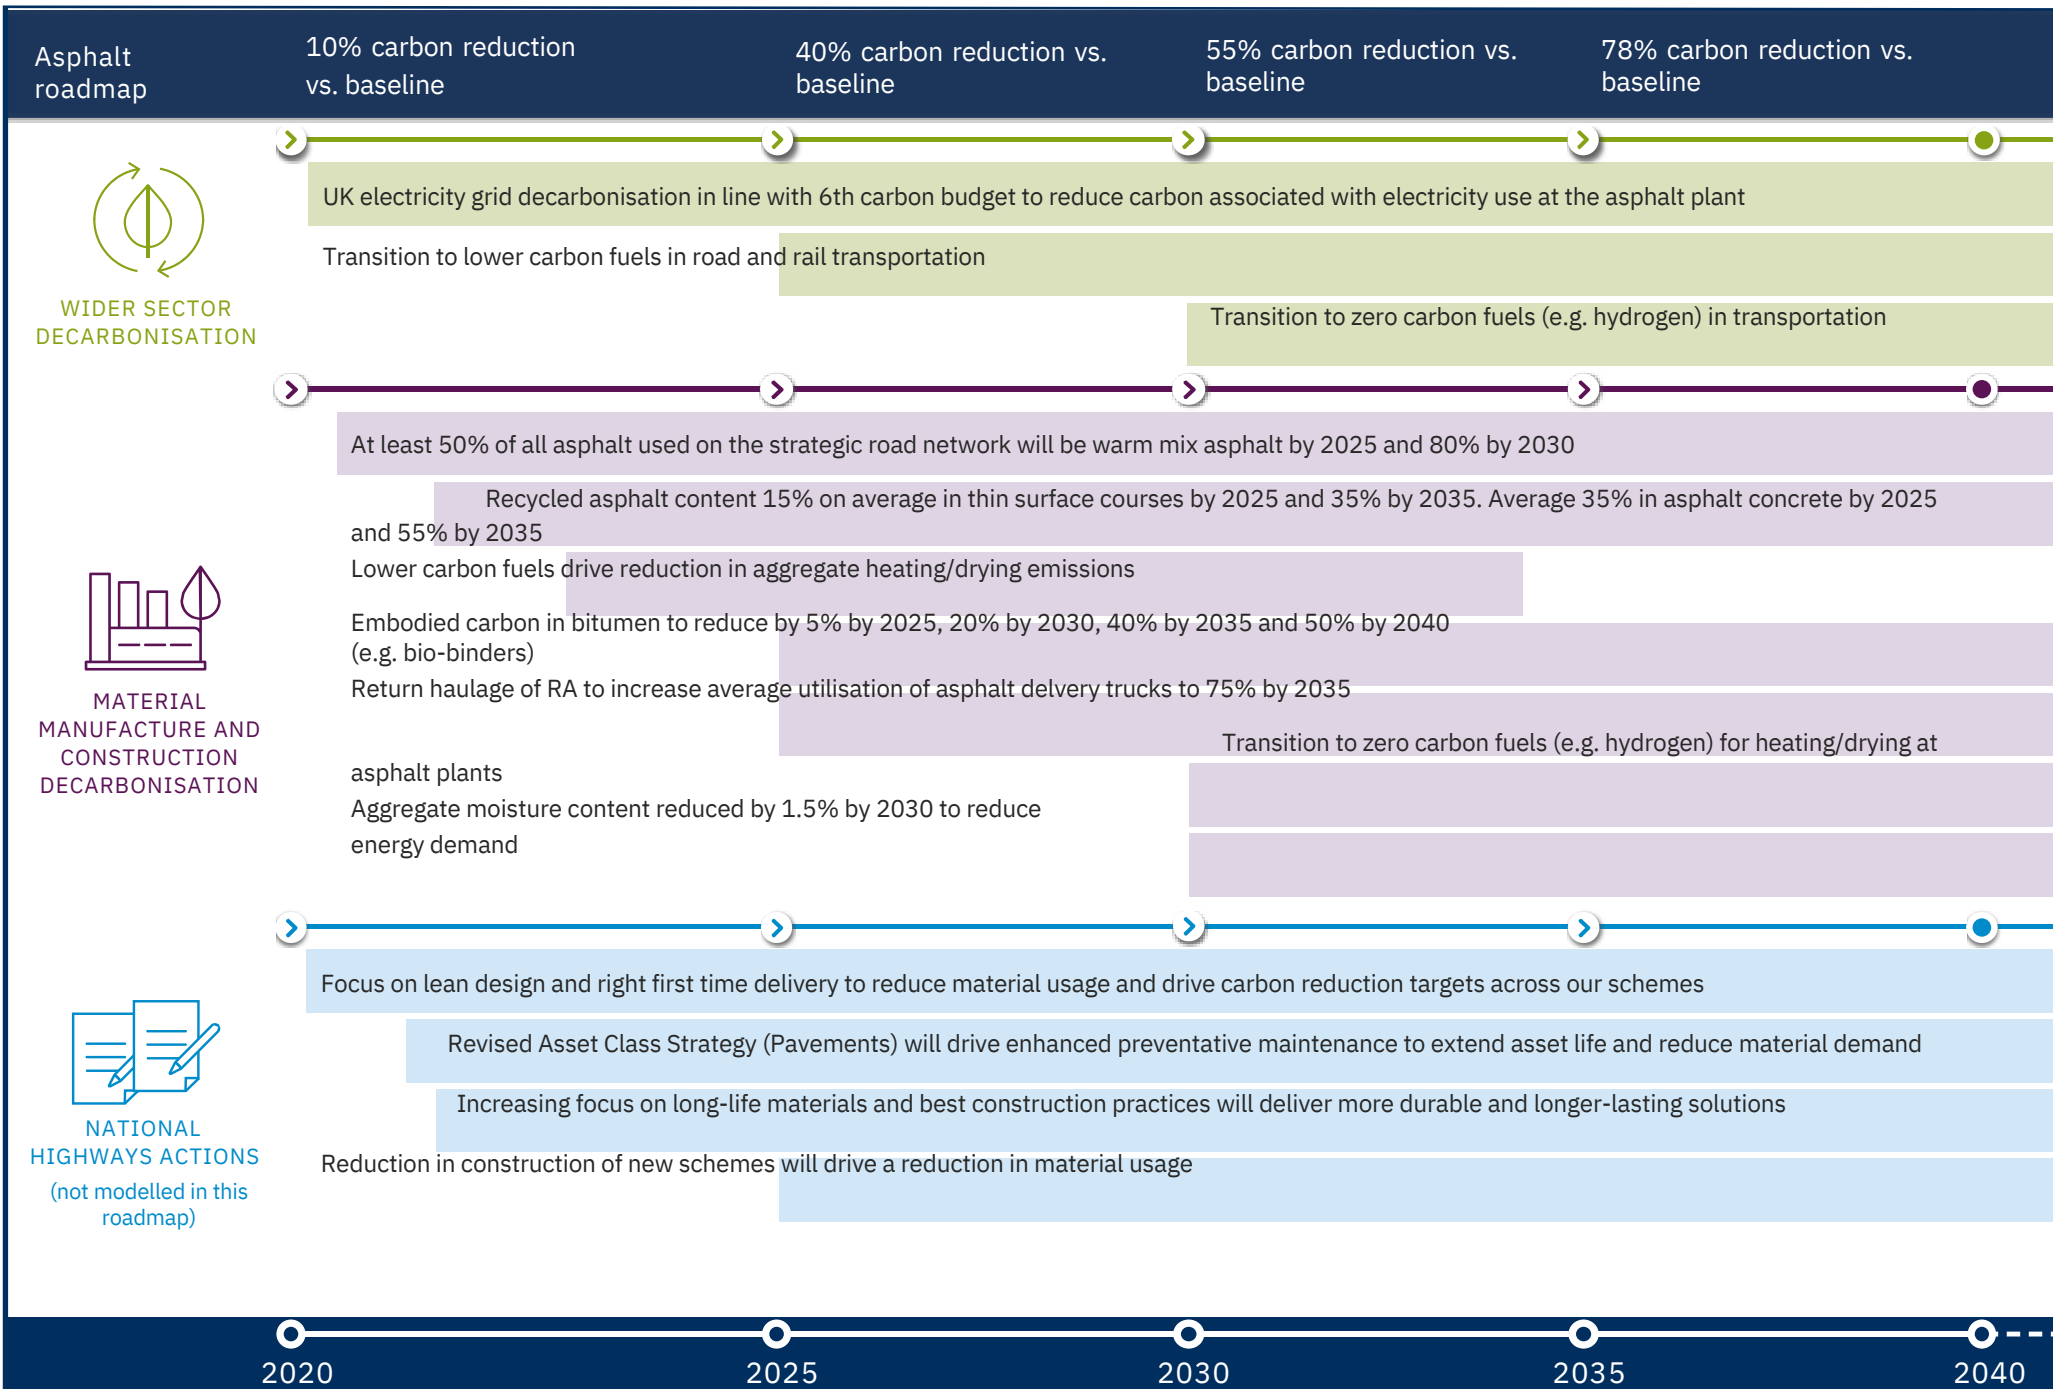 Asphalt
roadmap
10% carbon reduction
vs. baseline
40% carbon reduction vs.
baseline
55% carbon reduction vs.
baseline
78% carbon reduction vs.
baseline
WIDER SECTOR
DECARBONISATION
UK electricity grid decarbonisation in line with 6th carbon budget to reduce carbon associated with electricity use at the asphalt plant
Transition to lower carbon fuels in road and rail transportation
Transition to zero carbon fuels (e.g. hydrogen) in transportation
MATERIAL
MANUFACTURE AND
CONSTRUCTION
DECARBONISATION
At least 50% of all asphalt used on the strategic road network will be warm mix asphalt by 2025 and 80% by 2030
Recycled asphalt content 15% on average in thin surface courses by 2025 and 35% by 2035. Average 35% in asphalt concrete by 2025
and 55% by 2035
Lower carbon fuels drive reduction in aggregate heating/drying emissions
Embodied carbon in bitumen to reduce by 5% by 2025, 20% by 2030, 40% by 2035 and 50% by 2040
(e.g. bio-binders)
Return haulage of RA to increase average utilisation of asphalt delvery trucks to 75% by 2035
Transition to zero carbon fuels (e.g. hydrogen) for heating/drying at
asphalt plants
Aggregate moisture content reduced by 1.5% by 2030 to reduce
energy demand
NATIONAL
HIGHWAYS ACTIONS
(not modelled in this
roadmap)
Focus on lean design and right first time delivery to reduce material usage and drive carbon reduction targets across our schemes
Revised Asset Class Strategy (Pavements) will drive enhanced preventative maintenance to extend asset life and reduce material demand
Increasing focus on long-life materials and best construction practices will deliver more durable and longer-lasting solutions
Reduction in construction of new schemes will drive a reduction in material usage
2020
2025
2030
2035
2040